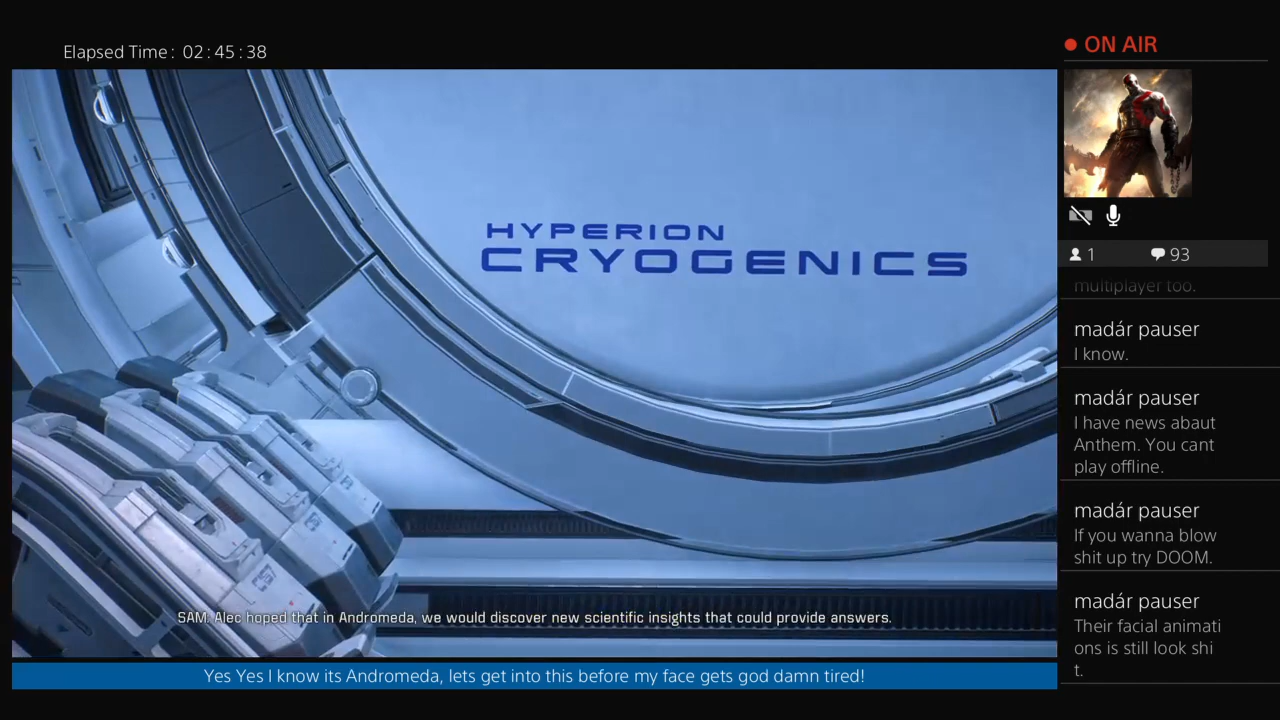 Elapsed Time: 02:45:38
ON AIR
HYPERION
CRYOGENICS
SAM: Alec hoped that in Andromeda, we would discover new scientific insights that could provide answers.
Yes Yes I know its Andromeda, lets get into this before my face gets god damn tired!
1
93
multiplayer too.
madár pauser
I know.
madár pauser
I have news abaut
Anthem. You cant
play offline.
madár pauser
If you wanna blow
shit up try DOOM.
madár pauser
Their facial animati
ons is still look shi
t.